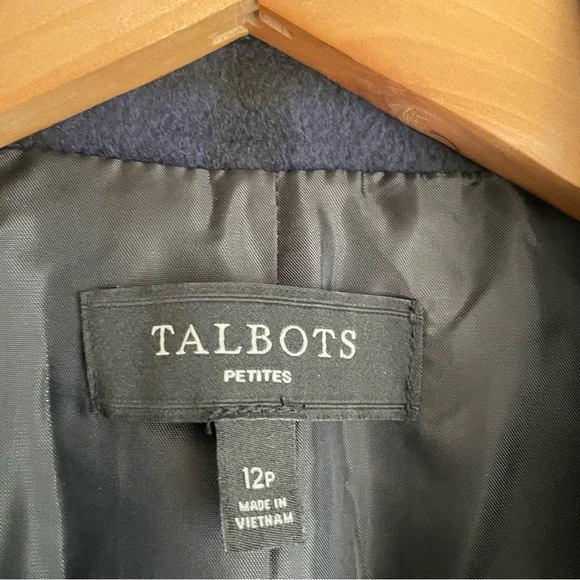 TALBOTS
PETITES
12P
MADE IN
VIETNAM